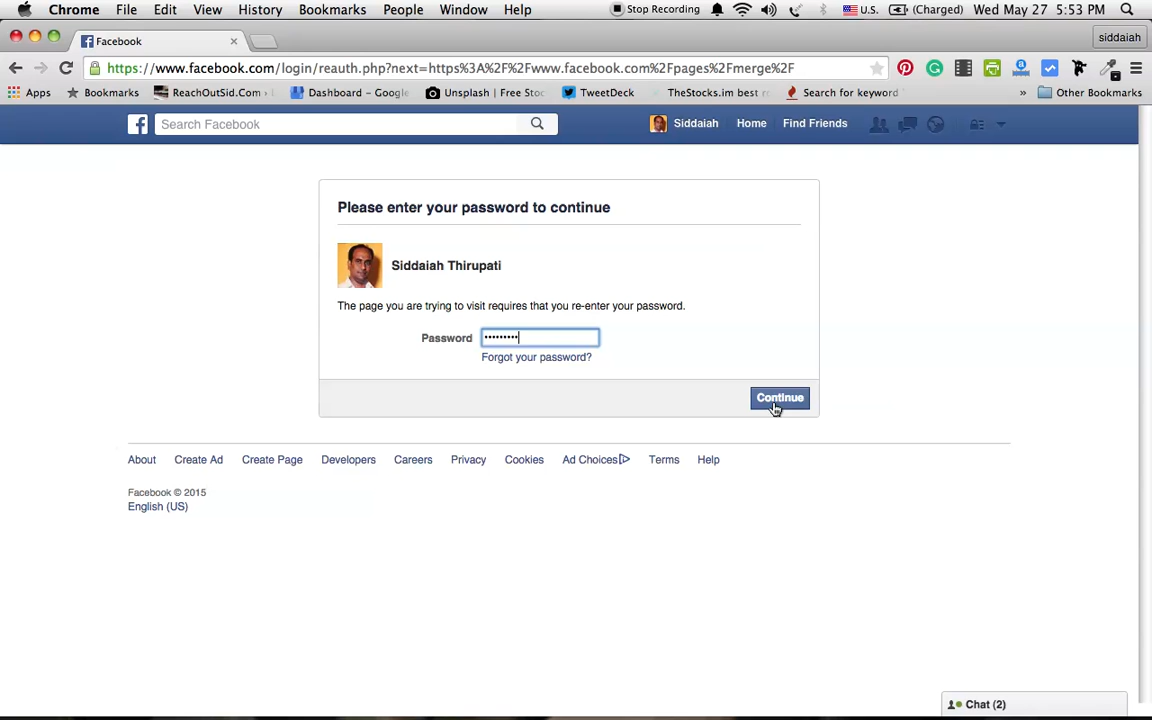 Chrome File Edit View History Bookmarks People Window Help Stop Recording U.S. (Charged) Wed May 27 5:53 PM
Facebook siddaiah
https://www.facebook.com/login/reauth.php?next=https%3A%2F%2Fwww.facebook.com%2Fpages%2Fmerge%2F
Apps Bookmarks ReachOutSid.Com Dashboard – Google Unsplash | Free Stoc TweetDeck TheStocks.im best Search for keyword » Other Bookmarks
Search Facebook Siddaiah Home Find Friends
Please enter your password to continue
Siddaiah Thirupati
The page you are trying to visit requires that you re-enter your password.
Password •••••••••
Forgot your password?
Continue
About Create Ad Create Page Developers Careers Privacy Cookies Ad Choices Terms Help
Facebook © 2015
English (US)
Chat (2)